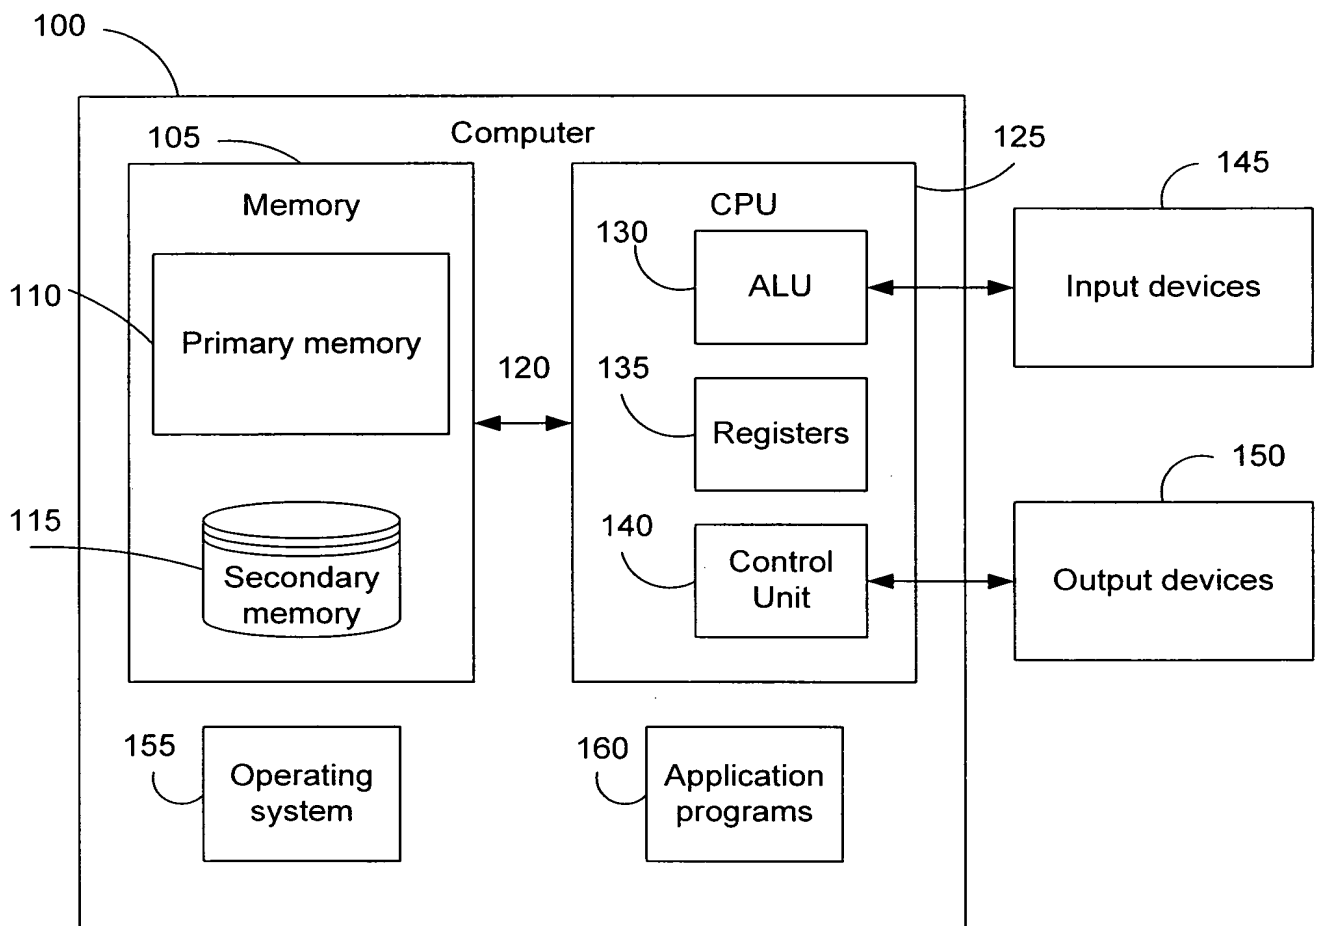 100
Computer
105
125
145
Memory
CPU
130
ALU
Input devices
110
Primary memory
120
135
Registers
150
115
Secondary
memory
140
Control
Unit
Output devices
155
Operating
system
160
Application
programs